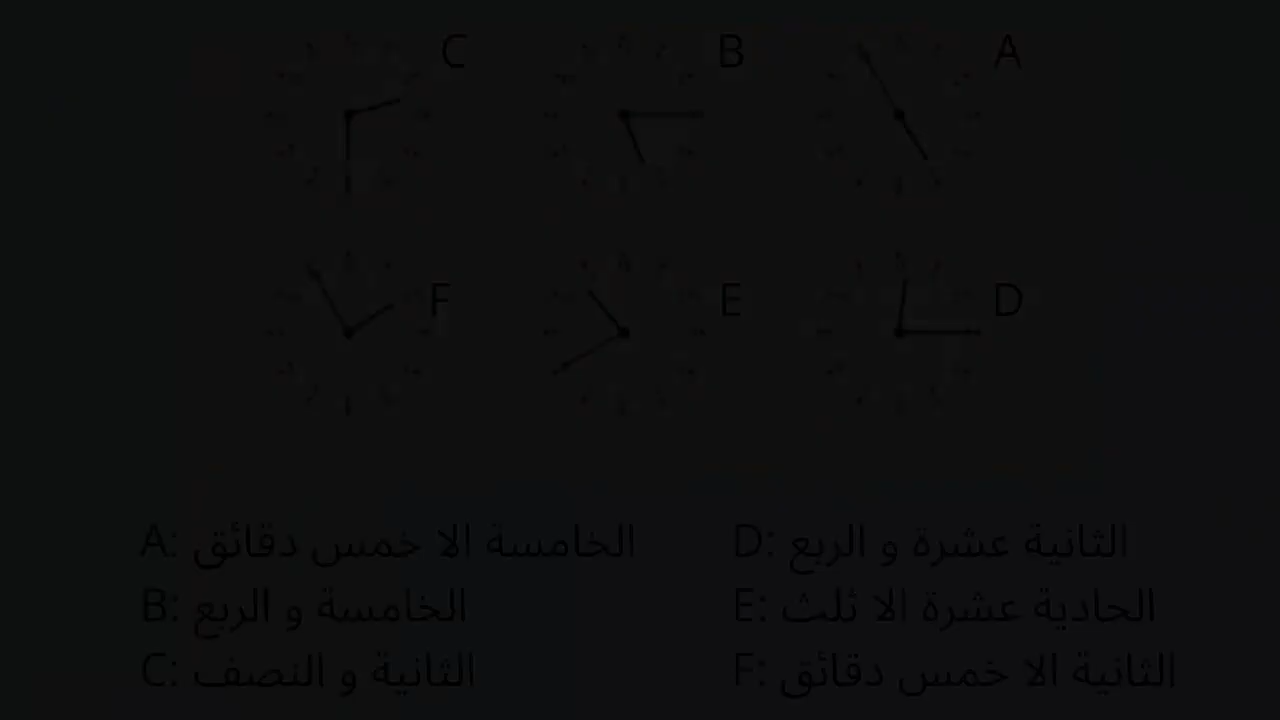 C
B
A
F
E
D
A: الخامسة الا خمس دقائق
B: الخامسة و الربع
C: الثانية و النصف
D: الثانية عشرة و الربع
E: الحادية عشرة الا ثلث
F: الثانية الا خمس دقائق